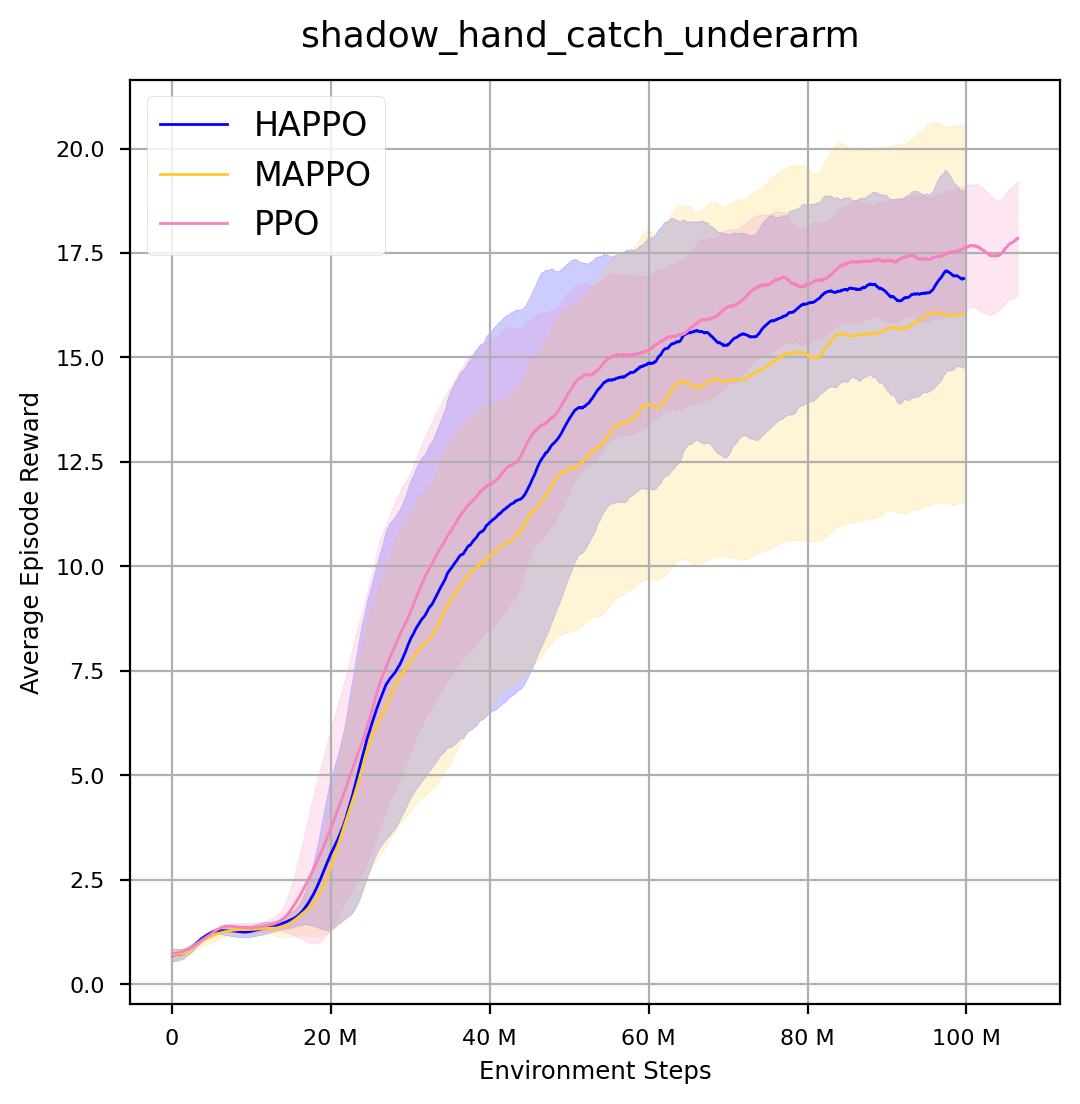 shadow_hand_catch_underarm
HAPPO
MAPPO
PPO
20.0
17.5
15.0
12.5
10.0
7.5
5.0
2.5
0.0
Average Episode Reward
0
20 M
40 M
60 M
80 M
100 M
Environment Steps